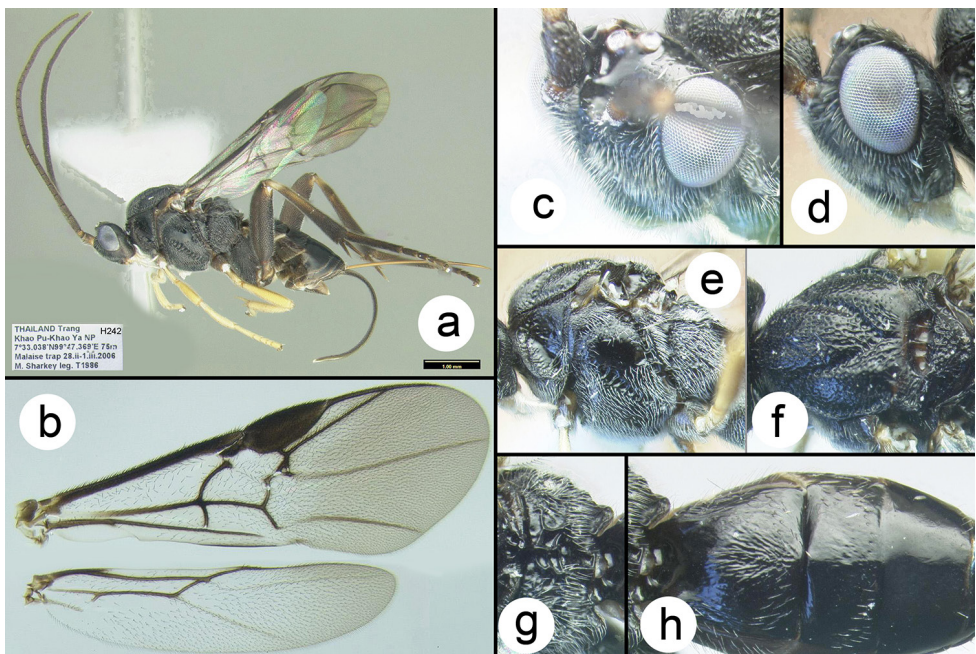 a
THAILAND Trang H242
Khao Pu-Khao Ya NP
7°33.038'N99°47.369'E 75m
Malaise trap 28.ii-1.iii.2006
M. Sharkey leg. T1986
1.00 mm
b
c
d
e
f
g
h